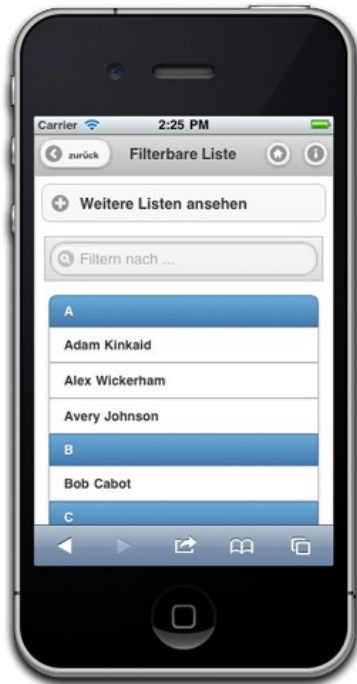 Carrier 2:25 PM
zurück Filterbare Liste
Weitere Listen ansehen
Filtern nach ...
A
Adam Kinkaid
Alex Wickerham
Avery Johnson
B
Bob Cabot
C